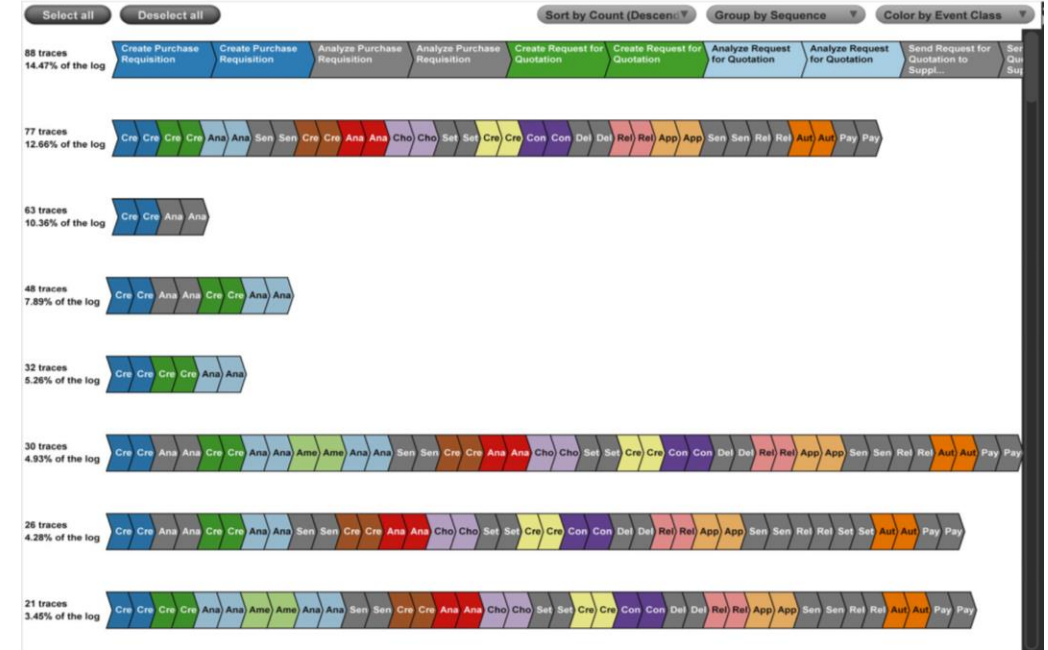 Select all Deselect all Sort by Count (Descend Group by Sequence Color by Event Class
88 traces
14.47% of the log
Create Purchase Requisition Create Purchase Requisition Analyze Purchase Requisition Analyze Purchase Requisition Create Request for Quotation Create Request for Quotation Analyze Request for Quotation Analyze Request for Quotation Send Request for Quotation to Suppl... Ser Quo Sup
77 traces
12.66% of the log
Cre Cre Cre Cre Ana Ana Sen Sen Cre Cre Ana Ana Cho Cho Set Set Cre Cre Con Con Del Del Rel Rel App App Sen Sen Rel Rel Aut Aut Pay Pay
63 traces
10.36% of the log
Cre Cre Ana Ana
48 traces
7.89% of the log
Cre Cre Ana Ana Cre Cre Ana Ana
32 traces
5.26% of the log
Cre Cre Cre Cre Ana Ana
30 traces
4.93% of the log
Cre Cre Ana Ana Cre Cre Ana Ana Ame Ame Ana Ana Sen Sen Cre Cre Ana Ana Cho Cho Set Set Cre Cre Con Con Del Del Rel Rel App App Sen Sen Rel Rel Aut Aut Pay Pay
26 traces
4.28% of the log
Cre Cre Ana Ana Cre Cre Ana Ana Sen Sen Cre Cre Ana Ana Cho Cho Set Set Cre Cre Con Con Del Del Rel Rel App App Sen Sen Rel Rel Set Set Aut Aut Pay Pay
21 traces
3.45% of the log
Cre Cre Cre Cre Ana Ana Ame Ame Ana Ana Sen Sen Cre Cre Ana Ana Cho Cho Set Set Cre Cre Con Con Del Del Rel Rel App App Sen Sen Rel Rel Aut Aut Pay Pay